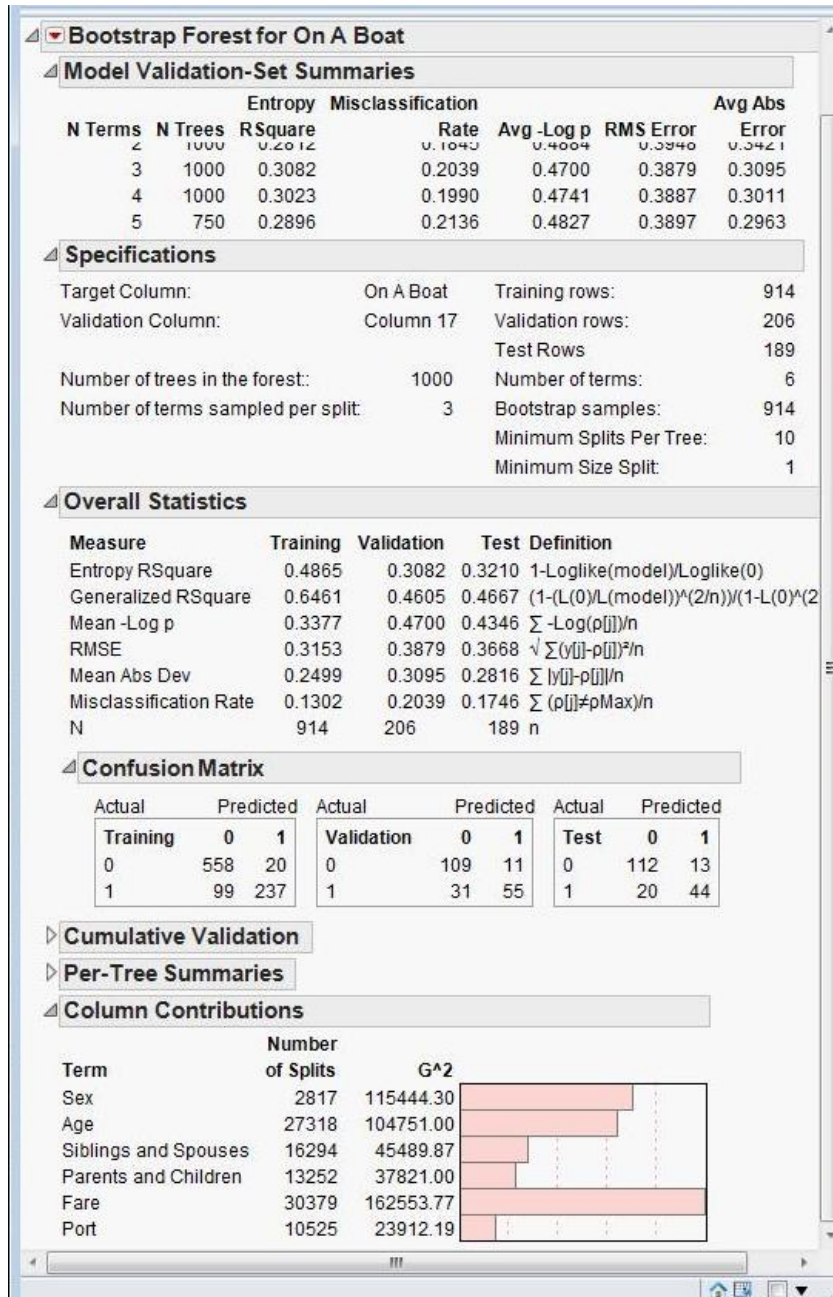 Bootstrap Forest for On A Boat
Model Validation-Set Summaries
Entropy Misclassification Avg Abs
N Terms N Trees RSquare Rate Avg -Log p RMS Error Error
2 1000 0.2812 0.1845 0.4884 0.3948 0.3421
3 1000 0.3082 0.2039 0.4700 0.3879 0.3095
4 1000 0.3023 0.1990 0.4741 0.3887 0.3011
5 750 0.2896 0.2136 0.4827 0.3897 0.2963
Specifications
Target Column: On A Boat Training rows: 914
Validation Column: Column 17 Validation rows: 206
Test Rows 189
Number of trees in the forest:: 1000 Number of terms: 6
Number of terms sampled per split: 3 Bootstrap samples: 914
Minimum Splits Per Tree: 10
Minimum Size Split: 1
Overall Statistics
Measure Training Validation Test Definition
Entropy RSquare 0.4865 0.3082 0.3210 1-Loglike(model)/Loglike(0)
Generalized RSquare 0.6461 0.4605 0.4667 (1-(L(0)/L(model))^(2/n))/(1-L(0)^(2
Mean -Log p 0.3377 0.4700 0.4346 ∑ -Log(ρ[j])/n
RMSE 0.3153 0.3879 0.3668 √ ∑(y[j]-ρ[j])²/n
Mean Abs Dev 0.2499 0.3095 0.2816 ∑ |y[j]-ρ[j]|/n
Misclassification Rate 0.1302 0.2039 0.1746 ∑ (ρ[j]≠ρMax)/n
N 914 206 189 n
Confusion Matrix
Actual Predicted Actual Predicted Actual Predicted
Training 0 1 Validation 0 1 Test 0 1
0 558 20 0 109 11 0 112 13
1 99 237 1 31 55 1 20 44
Cumulative Validation
Per-Tree Summaries
Column Contributions
Number
Term of Splits G^2
Sex 2817 115444.30
Age 27318 104751.00
Siblings and Spouses 16294 45489.87
Parents and Children 13252 37821.00
Fare 30379 162553.77
Port 10525 23912.19